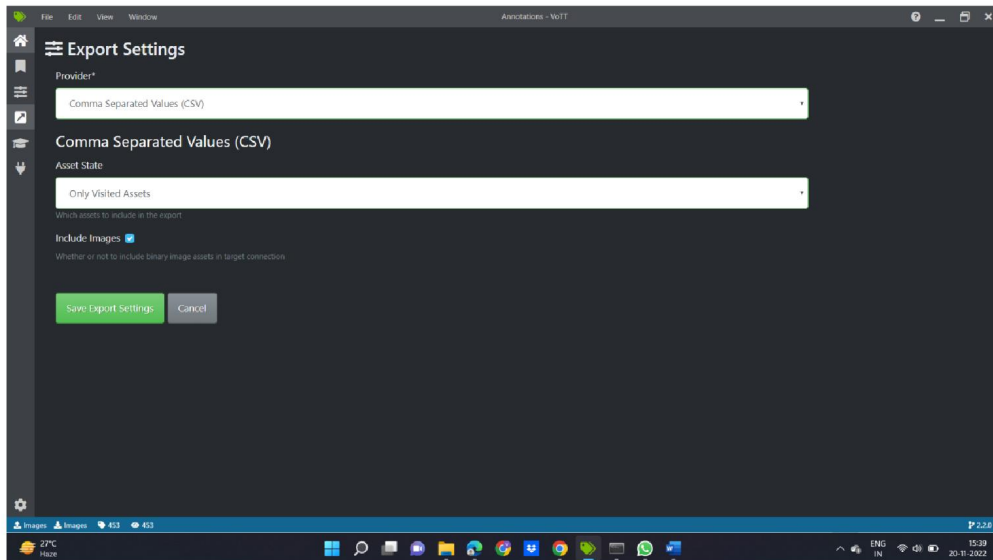 File Edit View Window
Annotations - VoTT
Export Settings
Provider*
Comma Separated Values (CSV)
Comma Separated Values (CSV)
Asset State
Only Visited Assets
Which assets to include in the export
Include Images
Whether or not to include binary image assets in target connection
Save Export Settings Cancel
Images Images 453 453
2.2.0
27°C
Haze
ENG
IN
15:39
20-11-2022